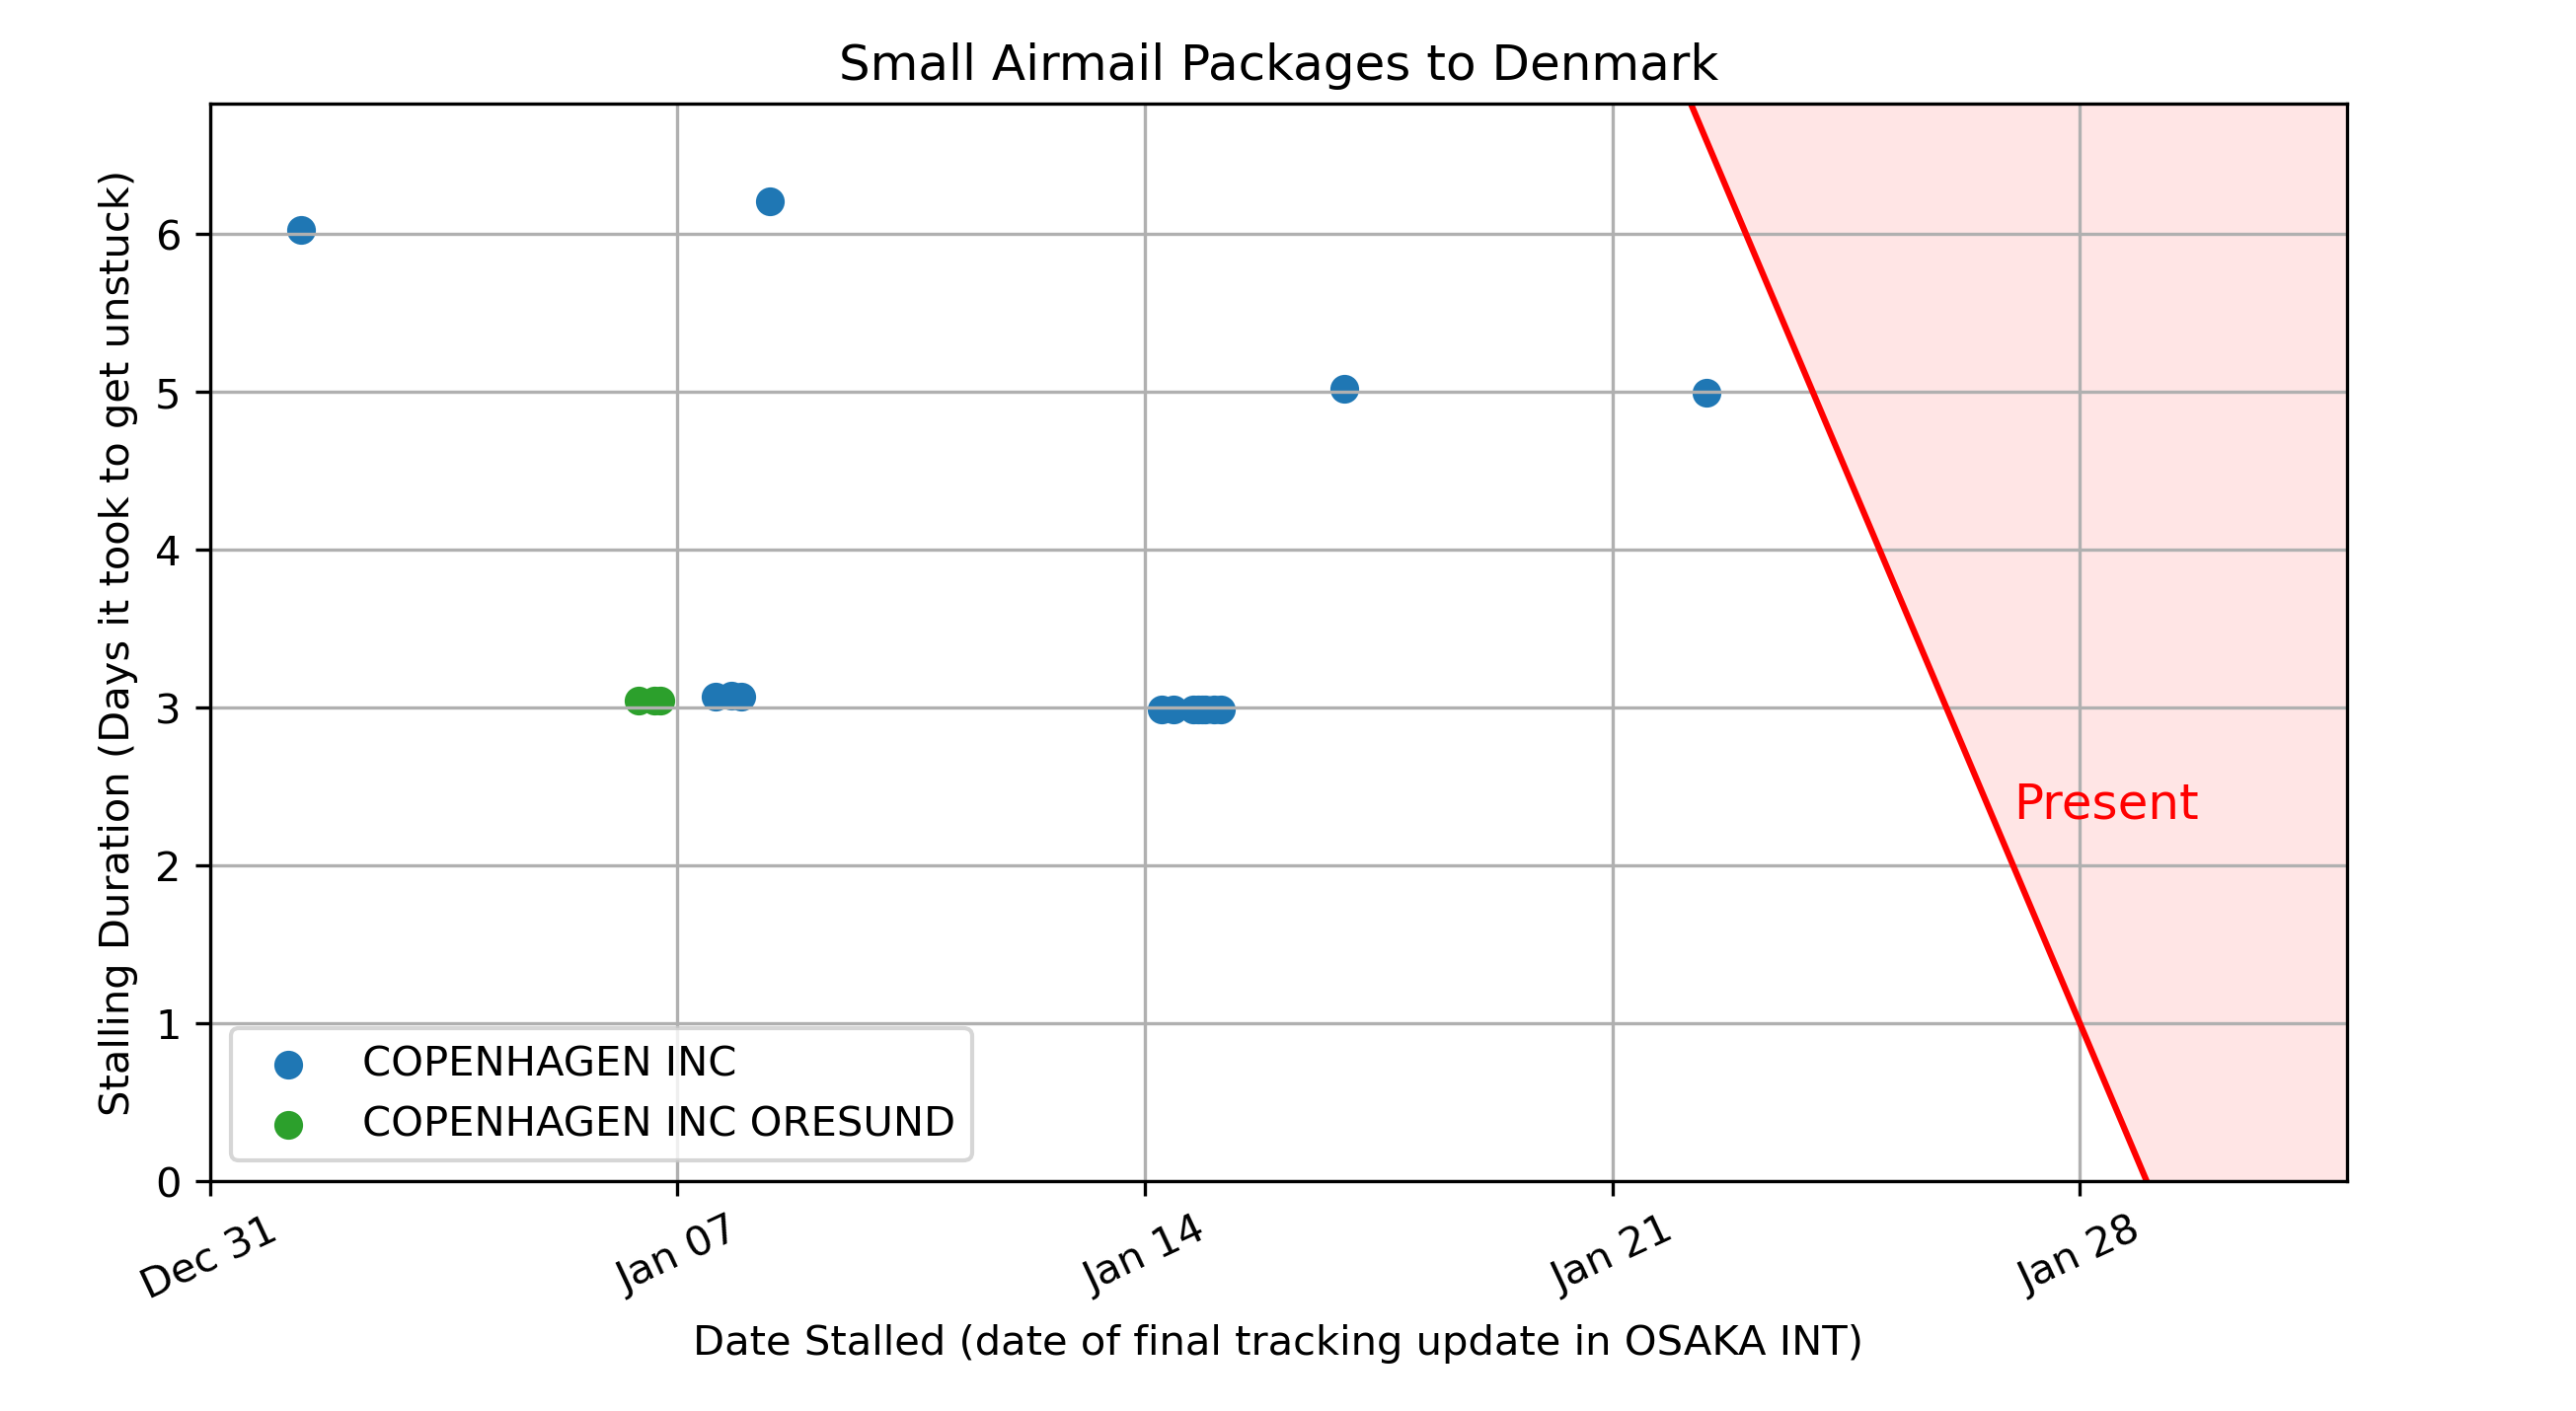 Small Airmail Packages to Denmark
Stalling Duration (Days it took to get unstuck)
6
5
4
3
2
1
0
Present
COPENHAGEN INC
COPENHAGEN INC ORESUND
Dec 31
Jan 07
Jan 14
Jan 21
Jan 28
Date Stalled (date of final tracking update in OSAKA INT)